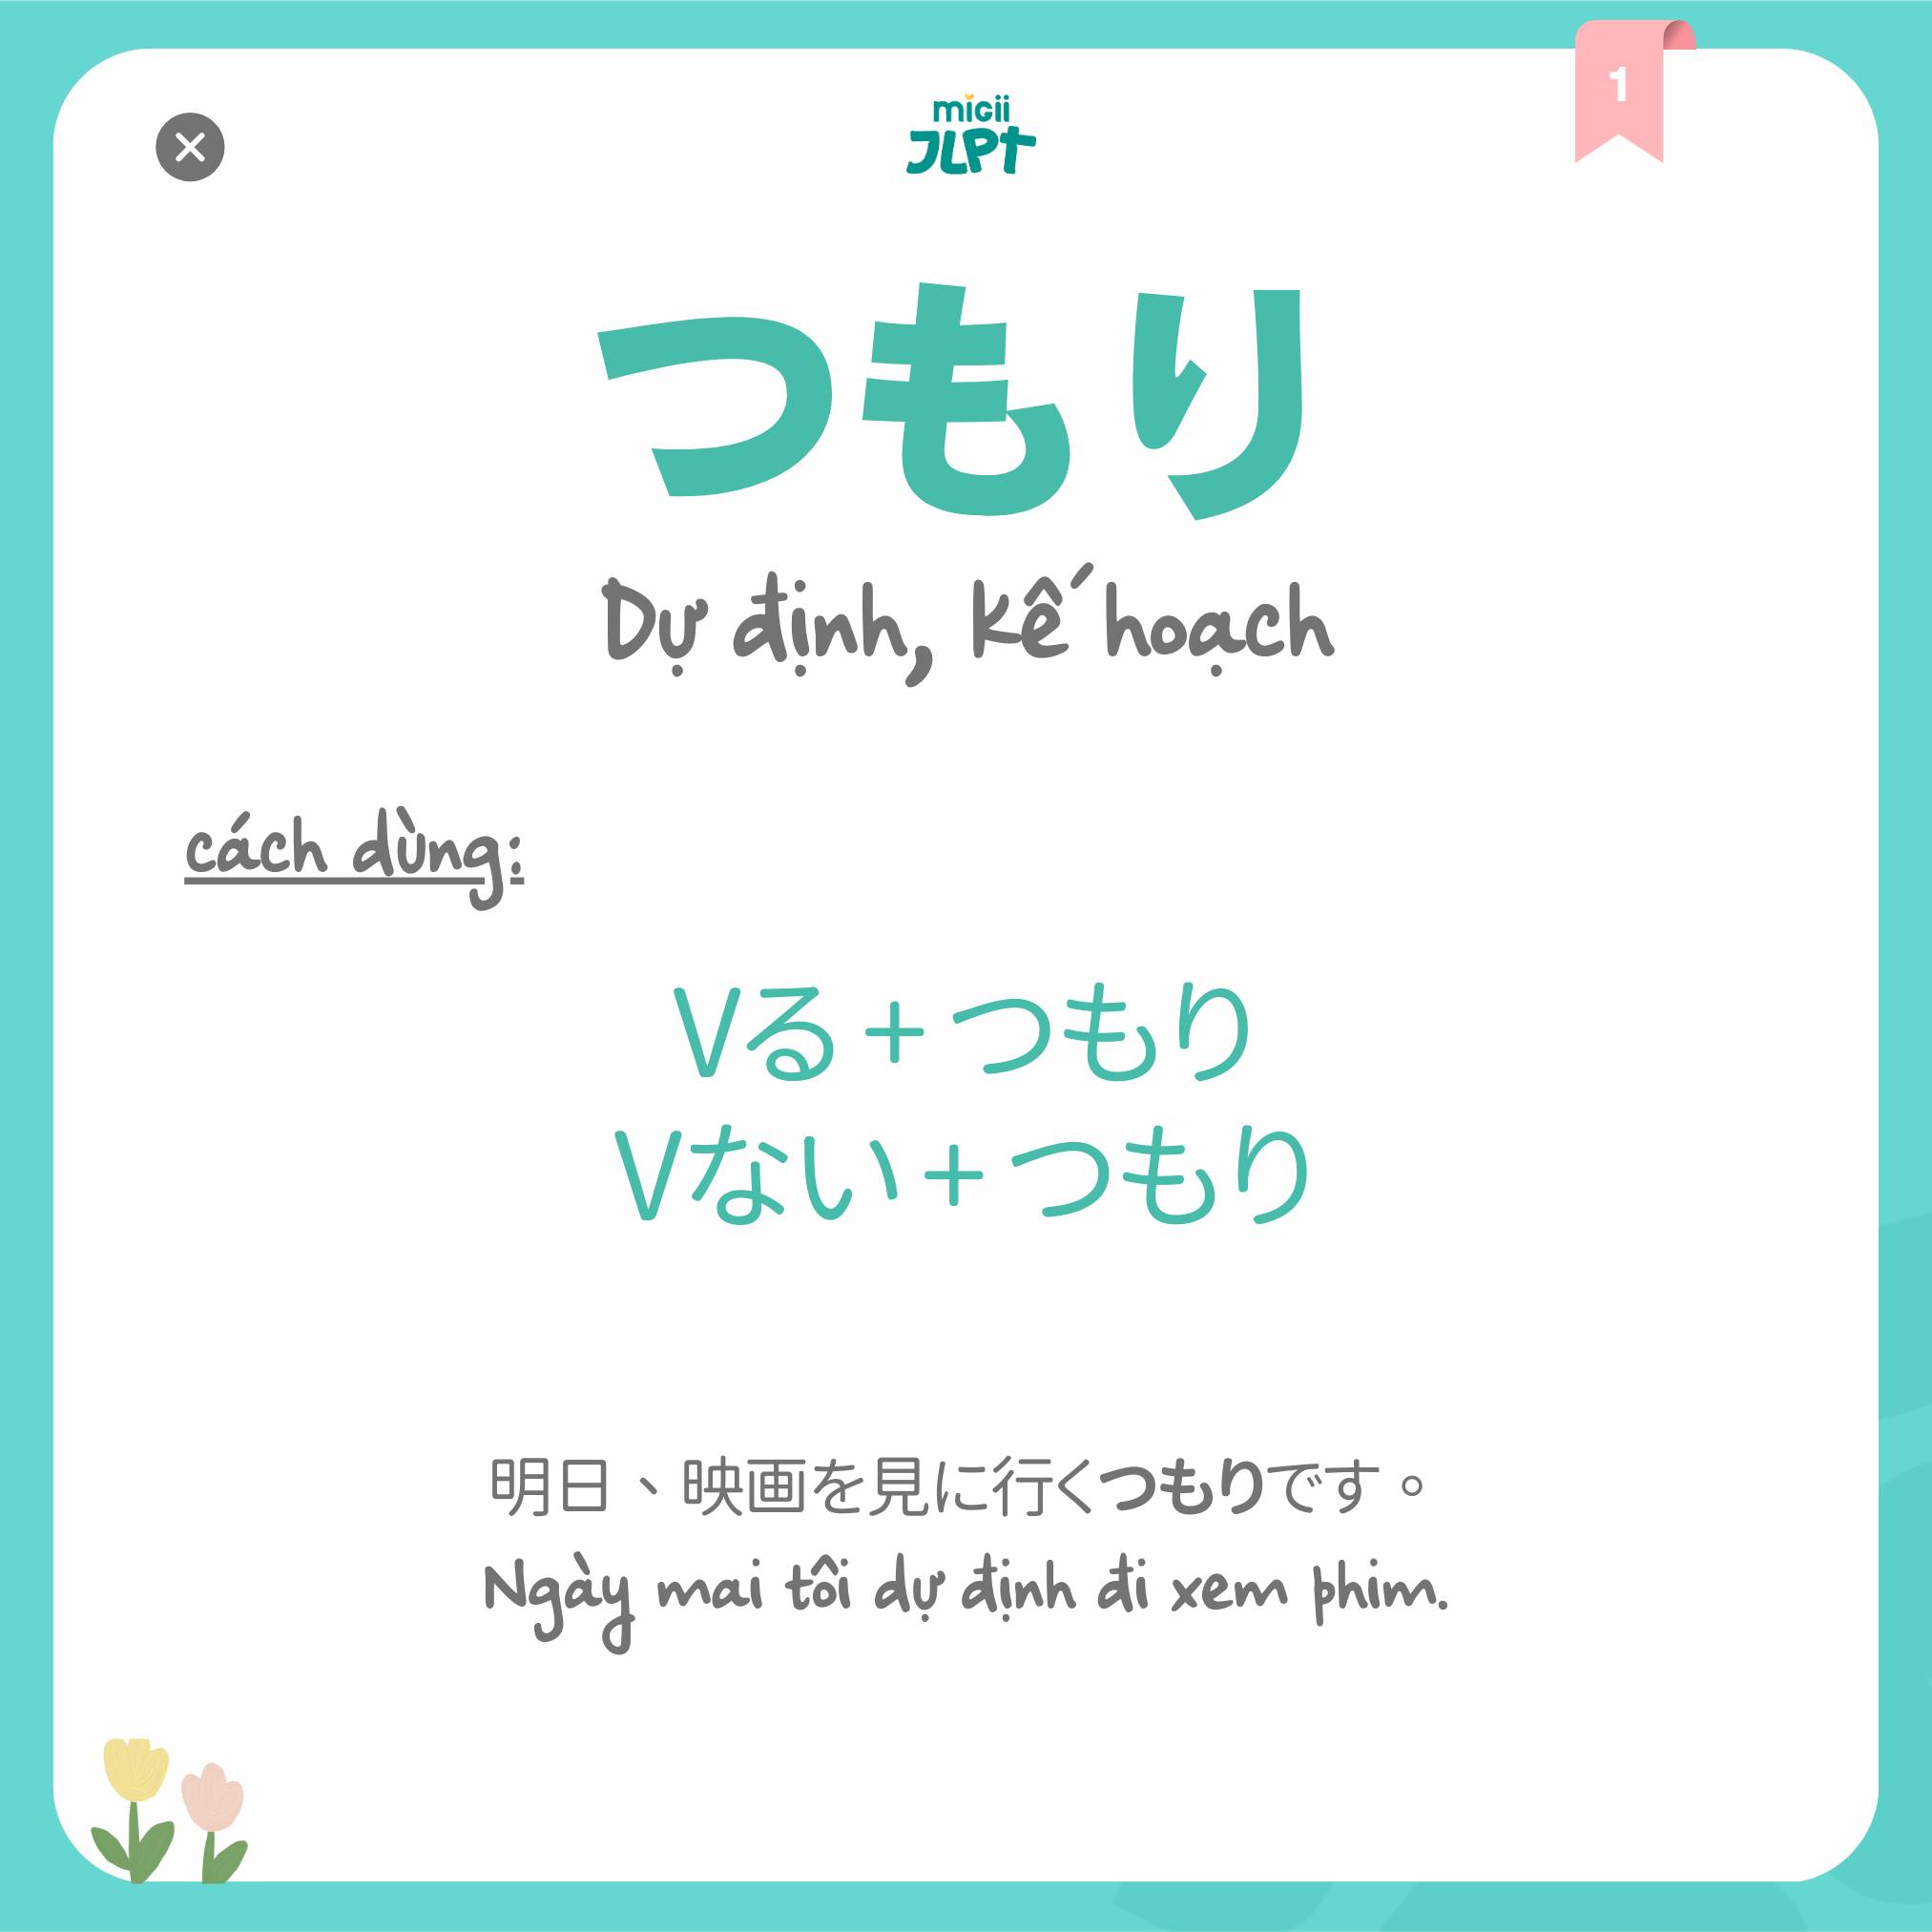 1
migii
JLPT
つもり
Dự định, kế hoạch
cách dùng:
Vる + つもり
Vない + つもり
明日、映画を見に行くつもりです。
Ngày mai tôi dự định đi xem phim.